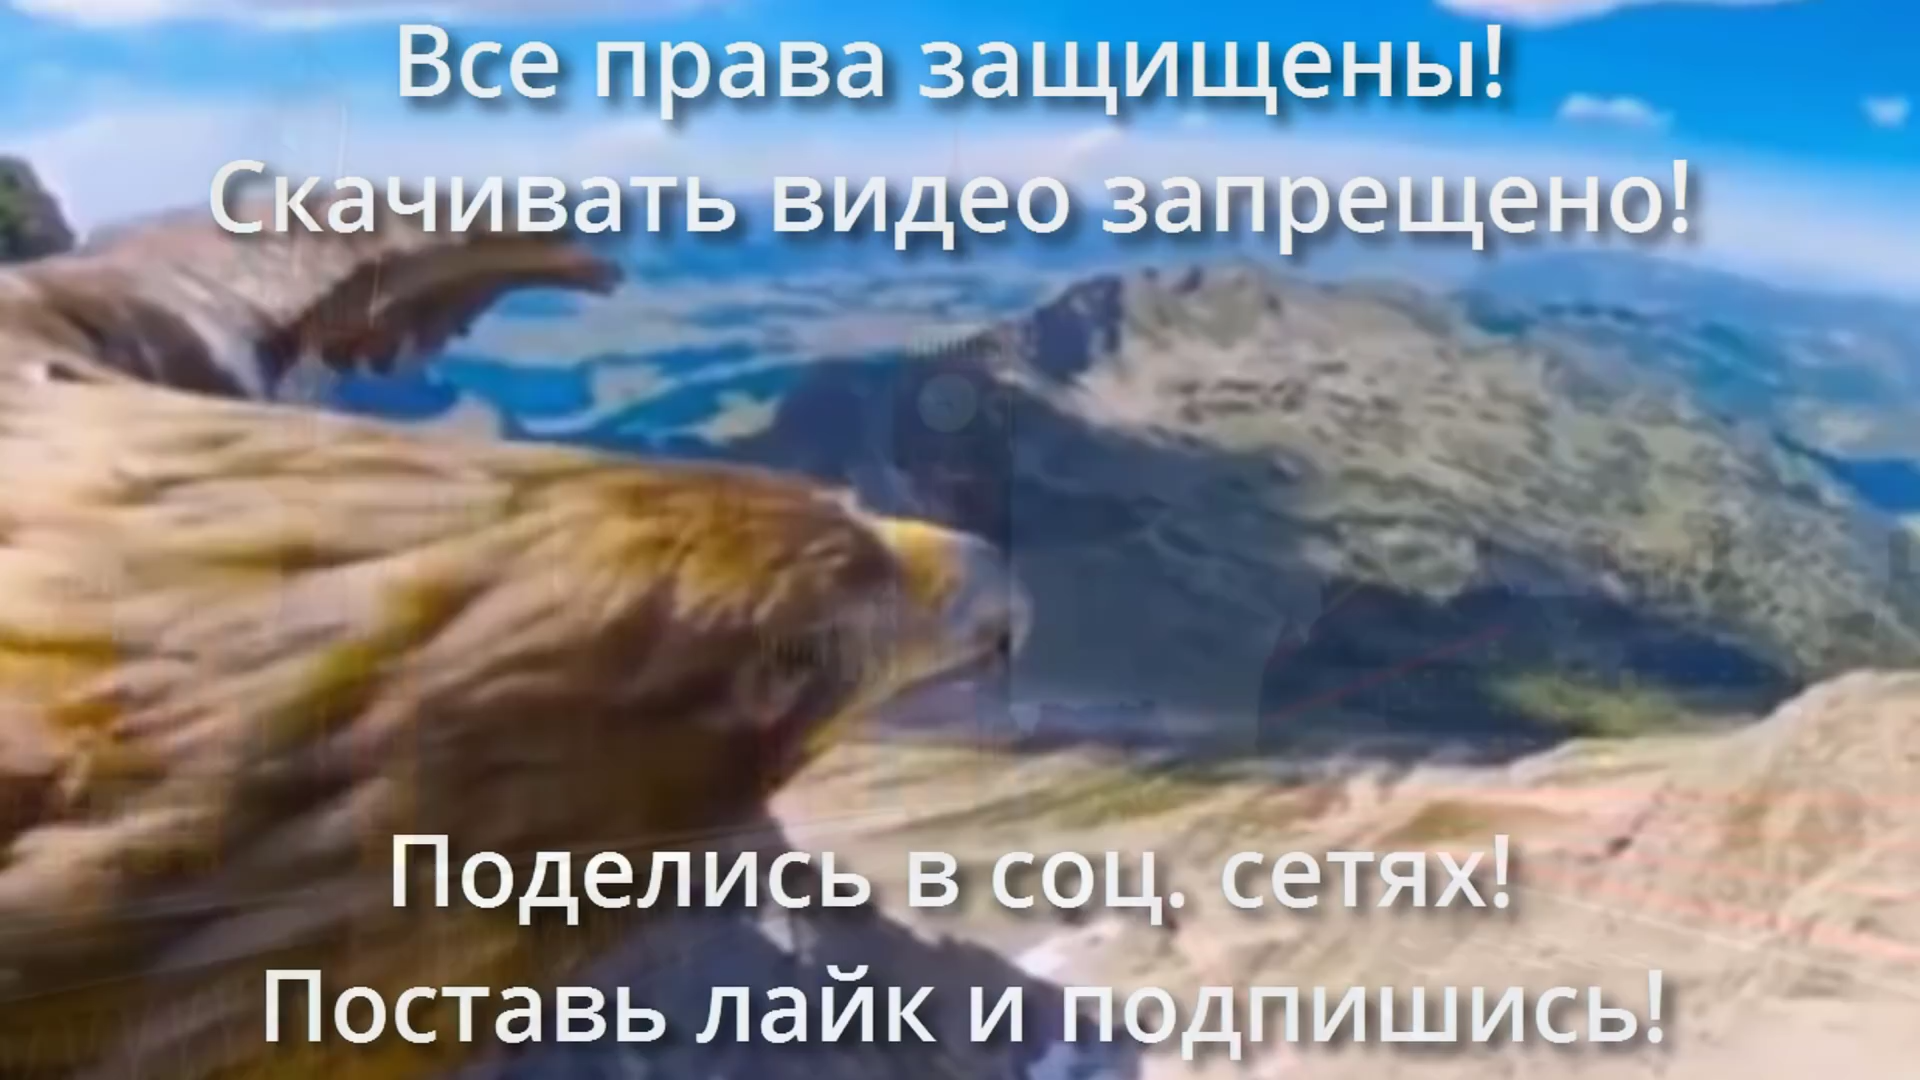 Все права защищены!
Скачивать видео запрещено!
Поделись в соц. сетях!
Поставь лайк и подпишись!